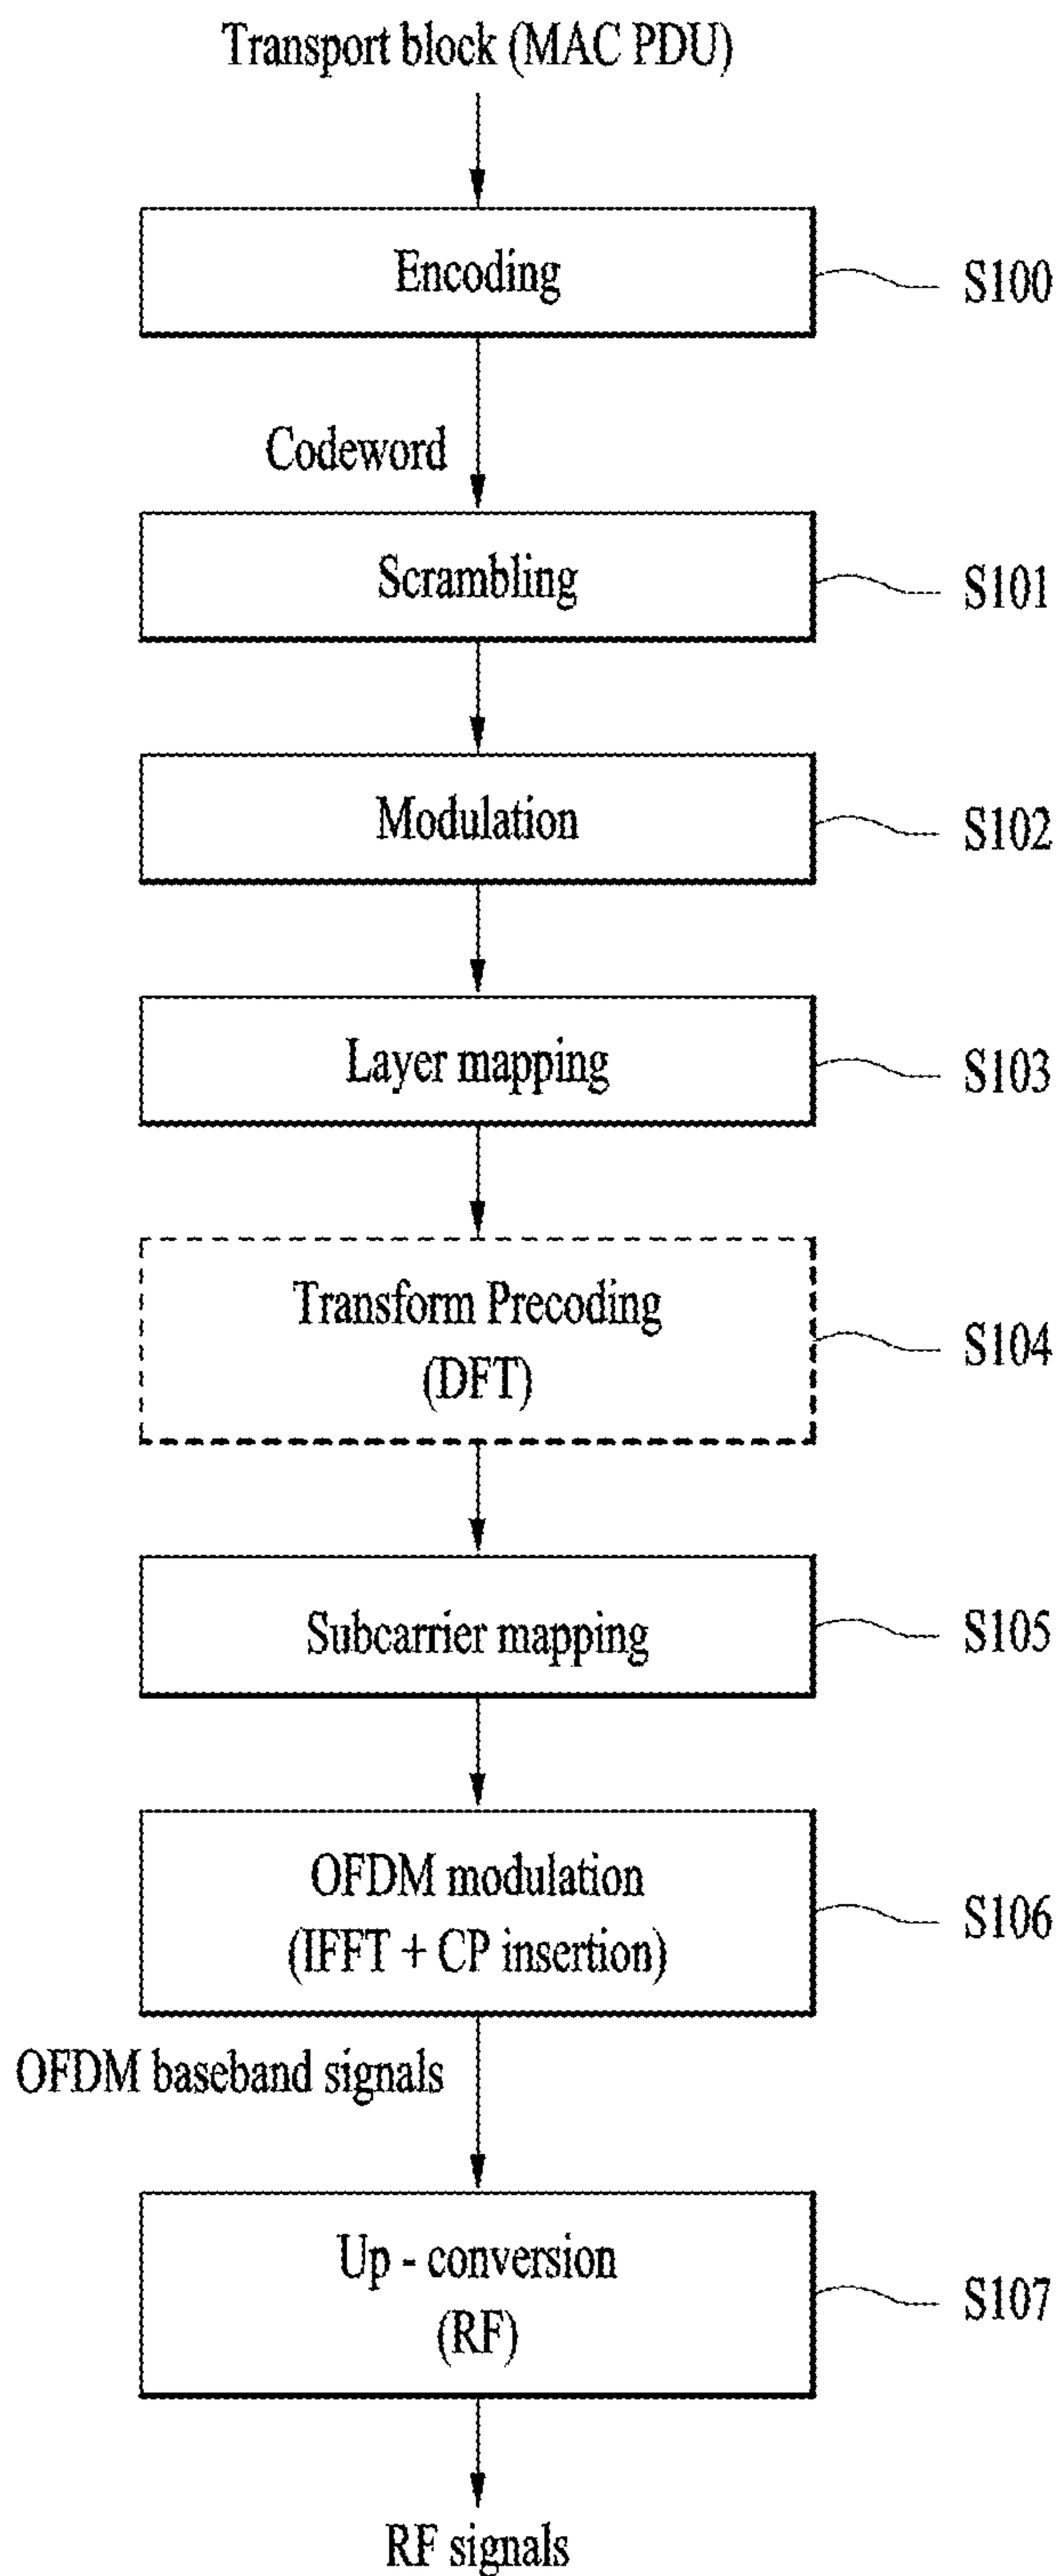 Transport block (MAC PDU)
Encoding
S100
Codeword
Scrambling
S101
Modulation
S102
Layer mapping
S103
Transform Precoding
(DFT)
S104
Subcarrier mapping
S105
OFDM modulation
(IFFT + CP insertion)
S106
OFDM baseband signals
Up - conversion
(RF)
S107
RF signals